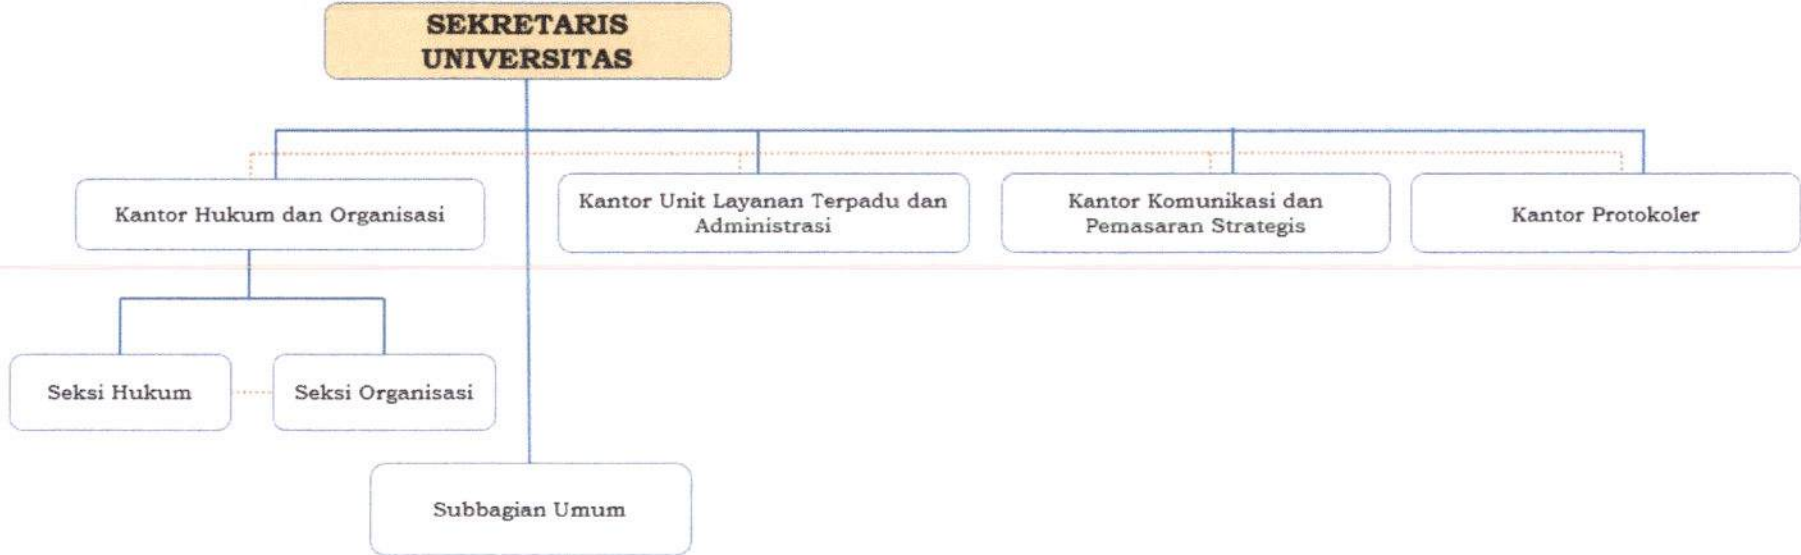 SEKRETARIS
UNIVERSITAS
Kantor Hukum dan Organisasi
Kantor Unit Layanan Terpadu dan
Administrasi
Kantor Komunikasi dan
Pemasaran Strategis
Kantor Protokoler
Seksi Hukum
Seksi Organisasi
Subbagian Umum